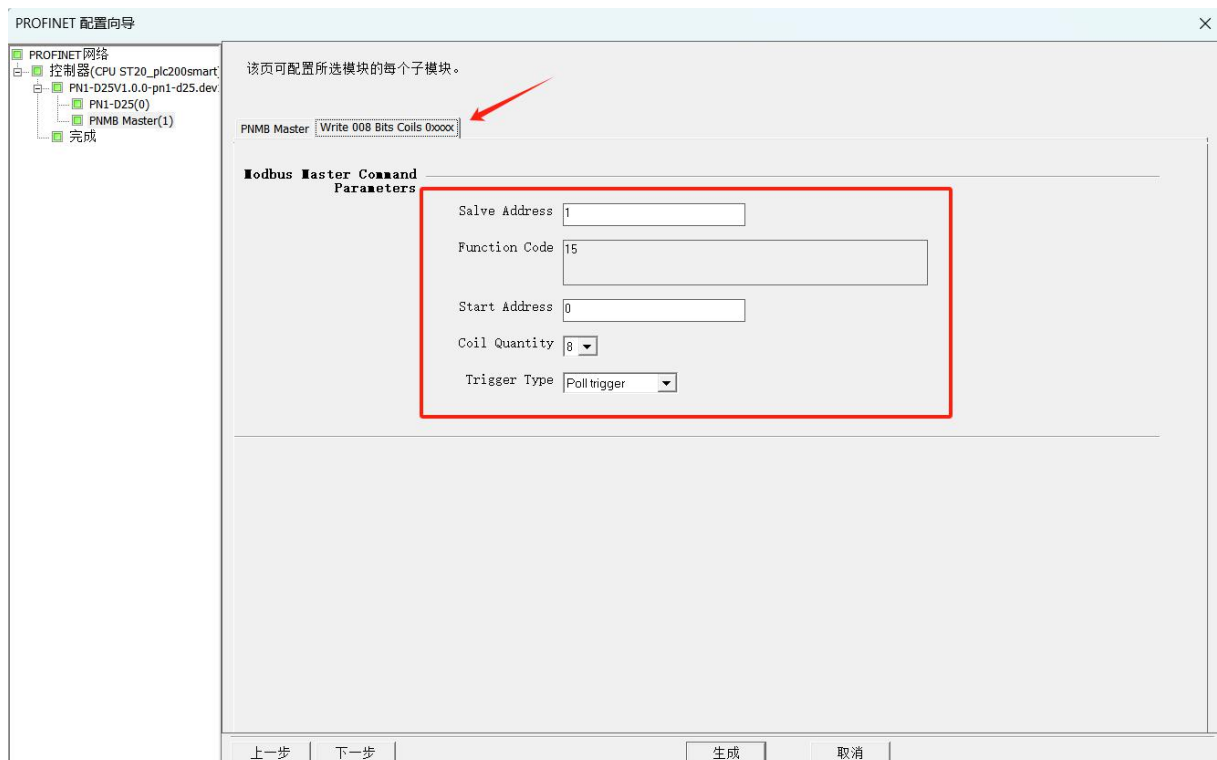 PROFINET 配置向导
PROFINET网络
控制器(CPU ST20_plc200smart
PN1-D25V1.0.0-pn1-d25.dev
PN1-D25(0)
PNMB Master(1)
完成
该页可配置所选模块的每个子模块。
PNMB Master
Write 008 Bits Coils 0xxxx
Modbus Master Command
Parameters
Salve Address 1
Function Code 15
Start Address 0
Coil Quantity 8
Trigger Type Poll trigger
上一步 下一步 生成 取消